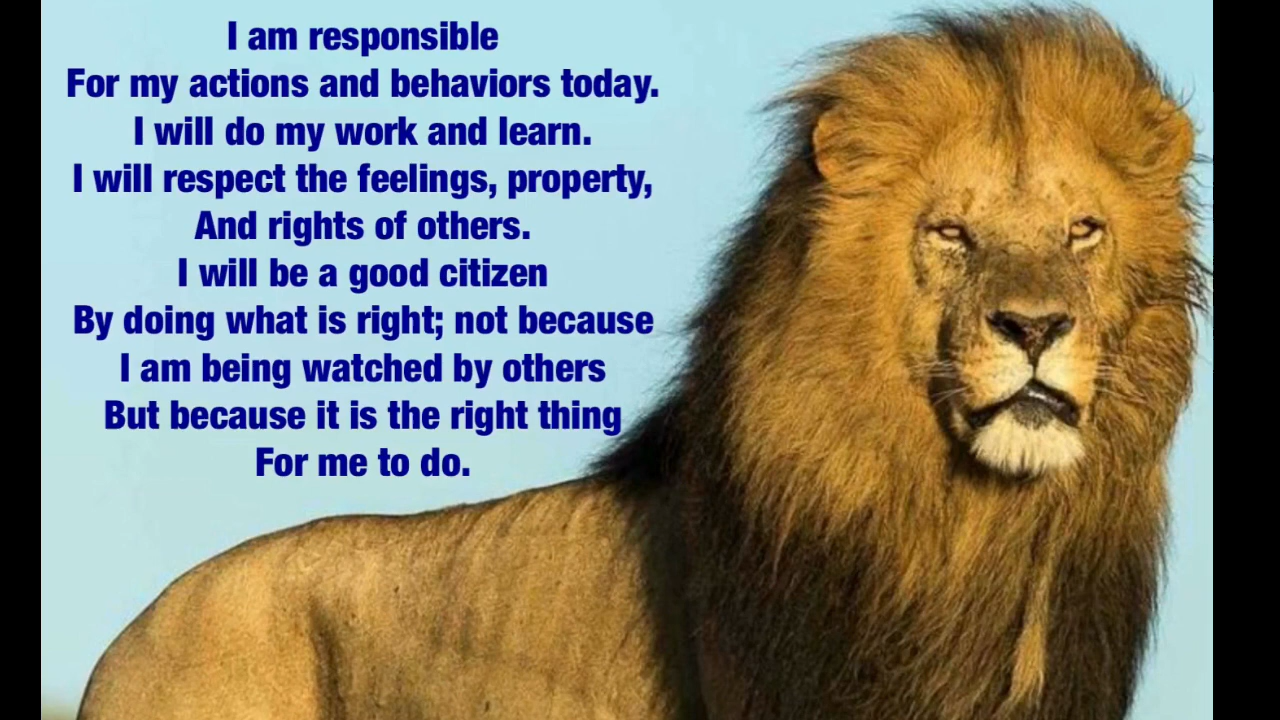 I am responsible
For my actions and behaviors today.
I will do my work and learn.
I will respect the feelings, property,
And rights of others.
I will be a good citizen
By doing what is right; not because
I am being watched by others
But because it is the right thing
For me to do.